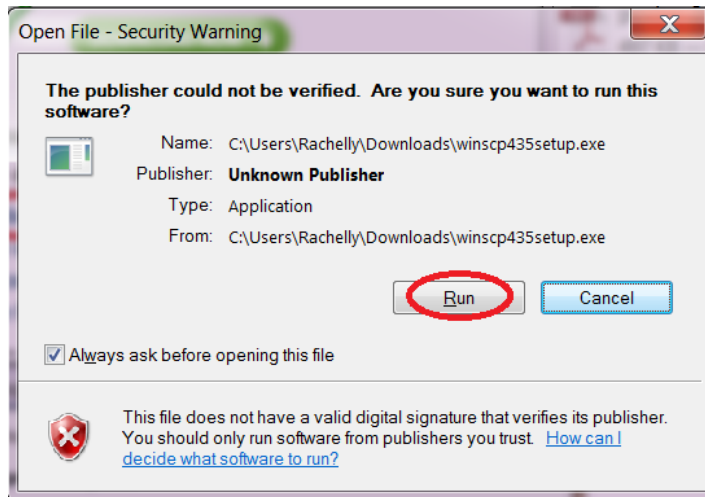 Open File - Security Warning
The publisher could not be verified. Are you sure you want to run this
software?
Name: C:\Users\Rachelly\Downloads\winscp435setup.exe
Publisher: Unknown Publisher
Type: Application
From: C:\Users\Rachelly\Downloads\winscp435setup.exe
Run Cancel
Always ask before opening this file
This file does not have a valid digital signature that verifies its publisher.
You should only run software from publishers you trust. How can I
decide what software to run?